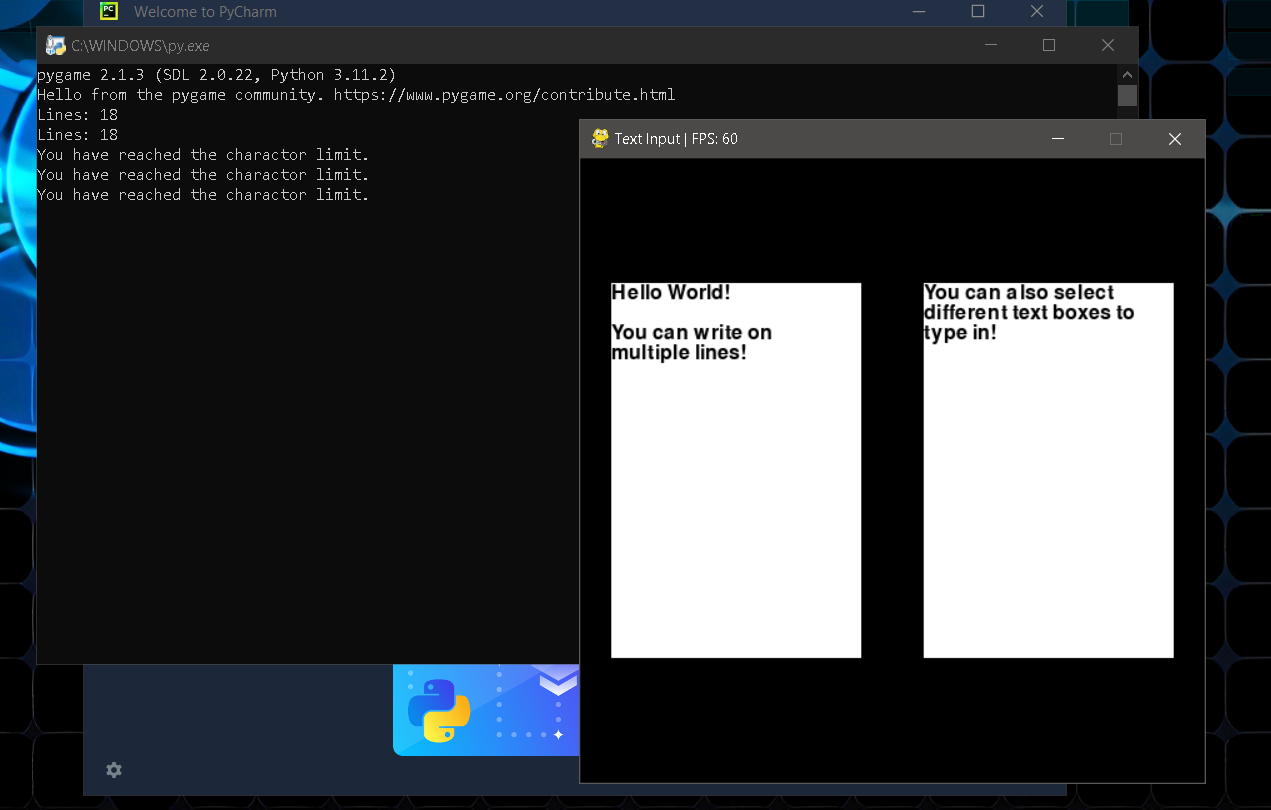 Welcome to PyCharm
C:\WINDOWS\py.exe
pygame 2.1.3 (SDL 2.0.22, Python 3.11.2)
Hello from the pygame community. https://www.pygame.org/contribute.html
Lines: 18
Lines: 18
You have reached the charactor limit.
You have reached the charactor limit.
You have reached the charactor limit.
Text Input | FPS: 60
Hello World!
You can write on
multiple lines!
You can also select
different text boxes to
type in!